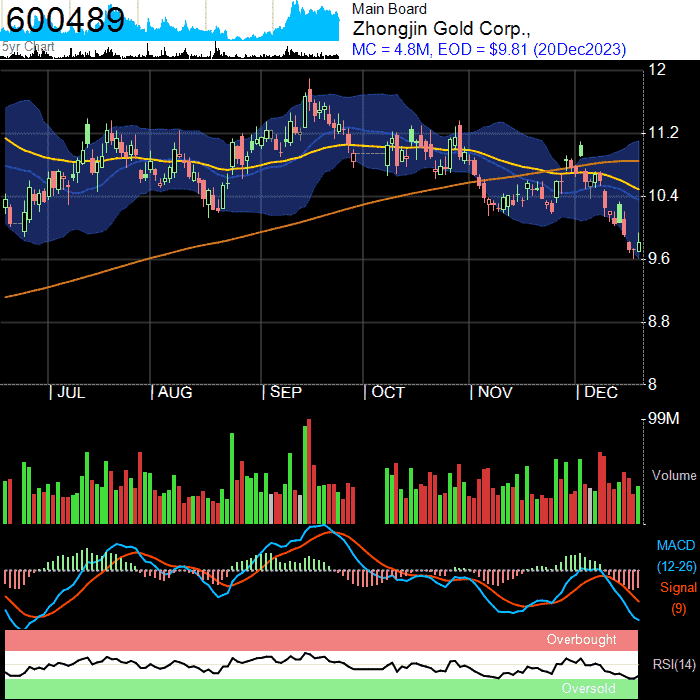 600489
5yr Chart
Main Board
Zhongjin Gold Corp.,
MC = 4.8M, EOD = $9.81 (20Dec2023)
12
11.2
10.4
9.6
8.8
8
| JUL | AUG | SEP | OCT | NOV | DEC
99M
Volume
MACD
(12-26)
Signal
(9)
Overbought
RSI(14)
Oversold